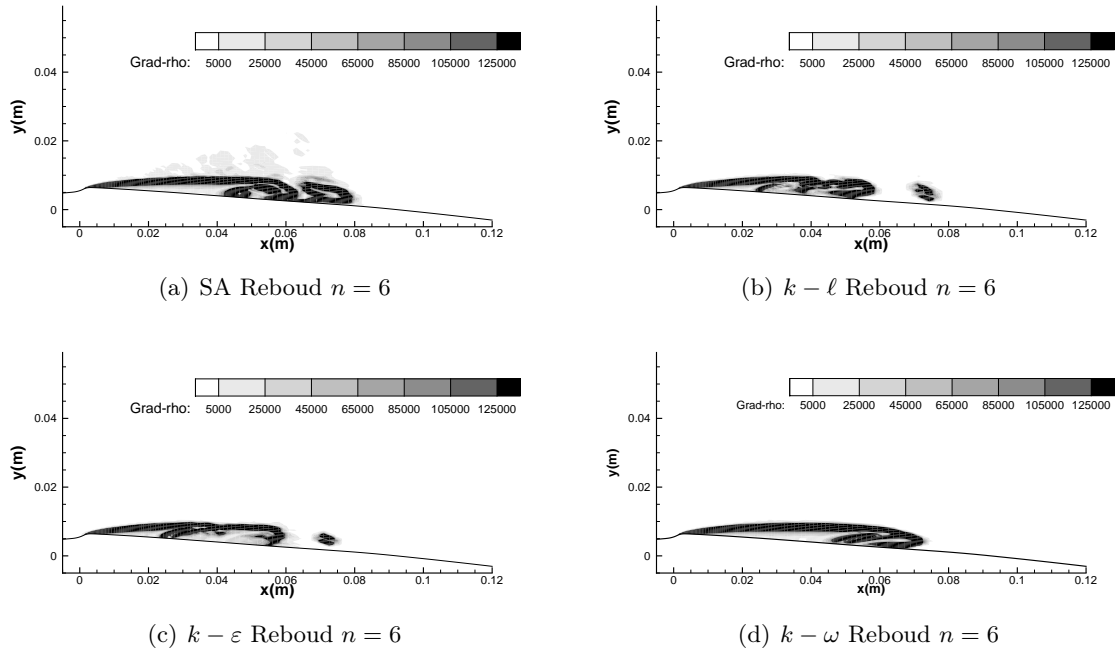 Grad-rho: 5000 25000 45000 65000 85000 105000 125000
y(m)
0.04
0.02
0
0 0.02 0.04 0.06 0.08 0.1 0.12
x(m)
(a) SA Reboud n = 6
Grad-rho: 5000 25000 45000 65000 85000 105000 125000
y(m)
0.04
0.02
0
0 0.02 0.04 0.06 0.08 0.1 0.12
x(m)
(b) k − ℓ Reboud n = 6
Grad-rho: 5000 25000 45000 65000 85000 105000 125000
y(m)
0.04
0.02
0
0 0.02 0.04 0.06 0.08 0.1 0.12
x(m)
(c) k − ε Reboud n = 6
Grad-rho: 5000 25000 45000 65000 85000 105000 125000
y(m)
0.04
0.02
0
0 0.02 0.04 0.06 0.08 0.1 0.12
x(m)
(d) k − ω Reboud n = 6